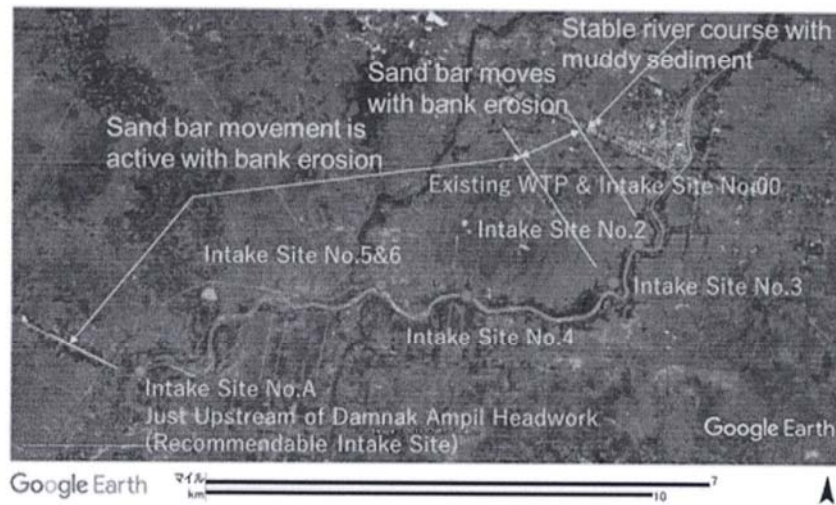 Stable river course with
muddy sediment
Sand bar moves
with bank erosion
Sand bar movement is
active with bank erosion
Existing WTP & Intake Site No.00
Intake Site No.2
Intake Site No.5&6
Intake Site No.3
Intake Site No.4
Intake Site No.A
Just Upstream of Damnak Ampil Headwork
(Recommendable Intake Site)
Google Earth
Google Earth
マイル
7
km
10